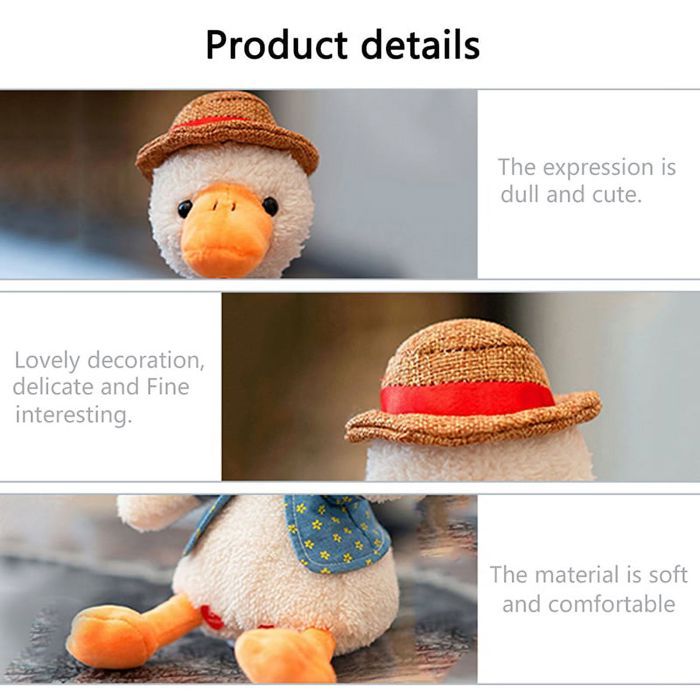 Product details
The expression is
dull and cute.
Lovely decoration,
delicate and Fine
interesting.
The material is soft
and comfortable